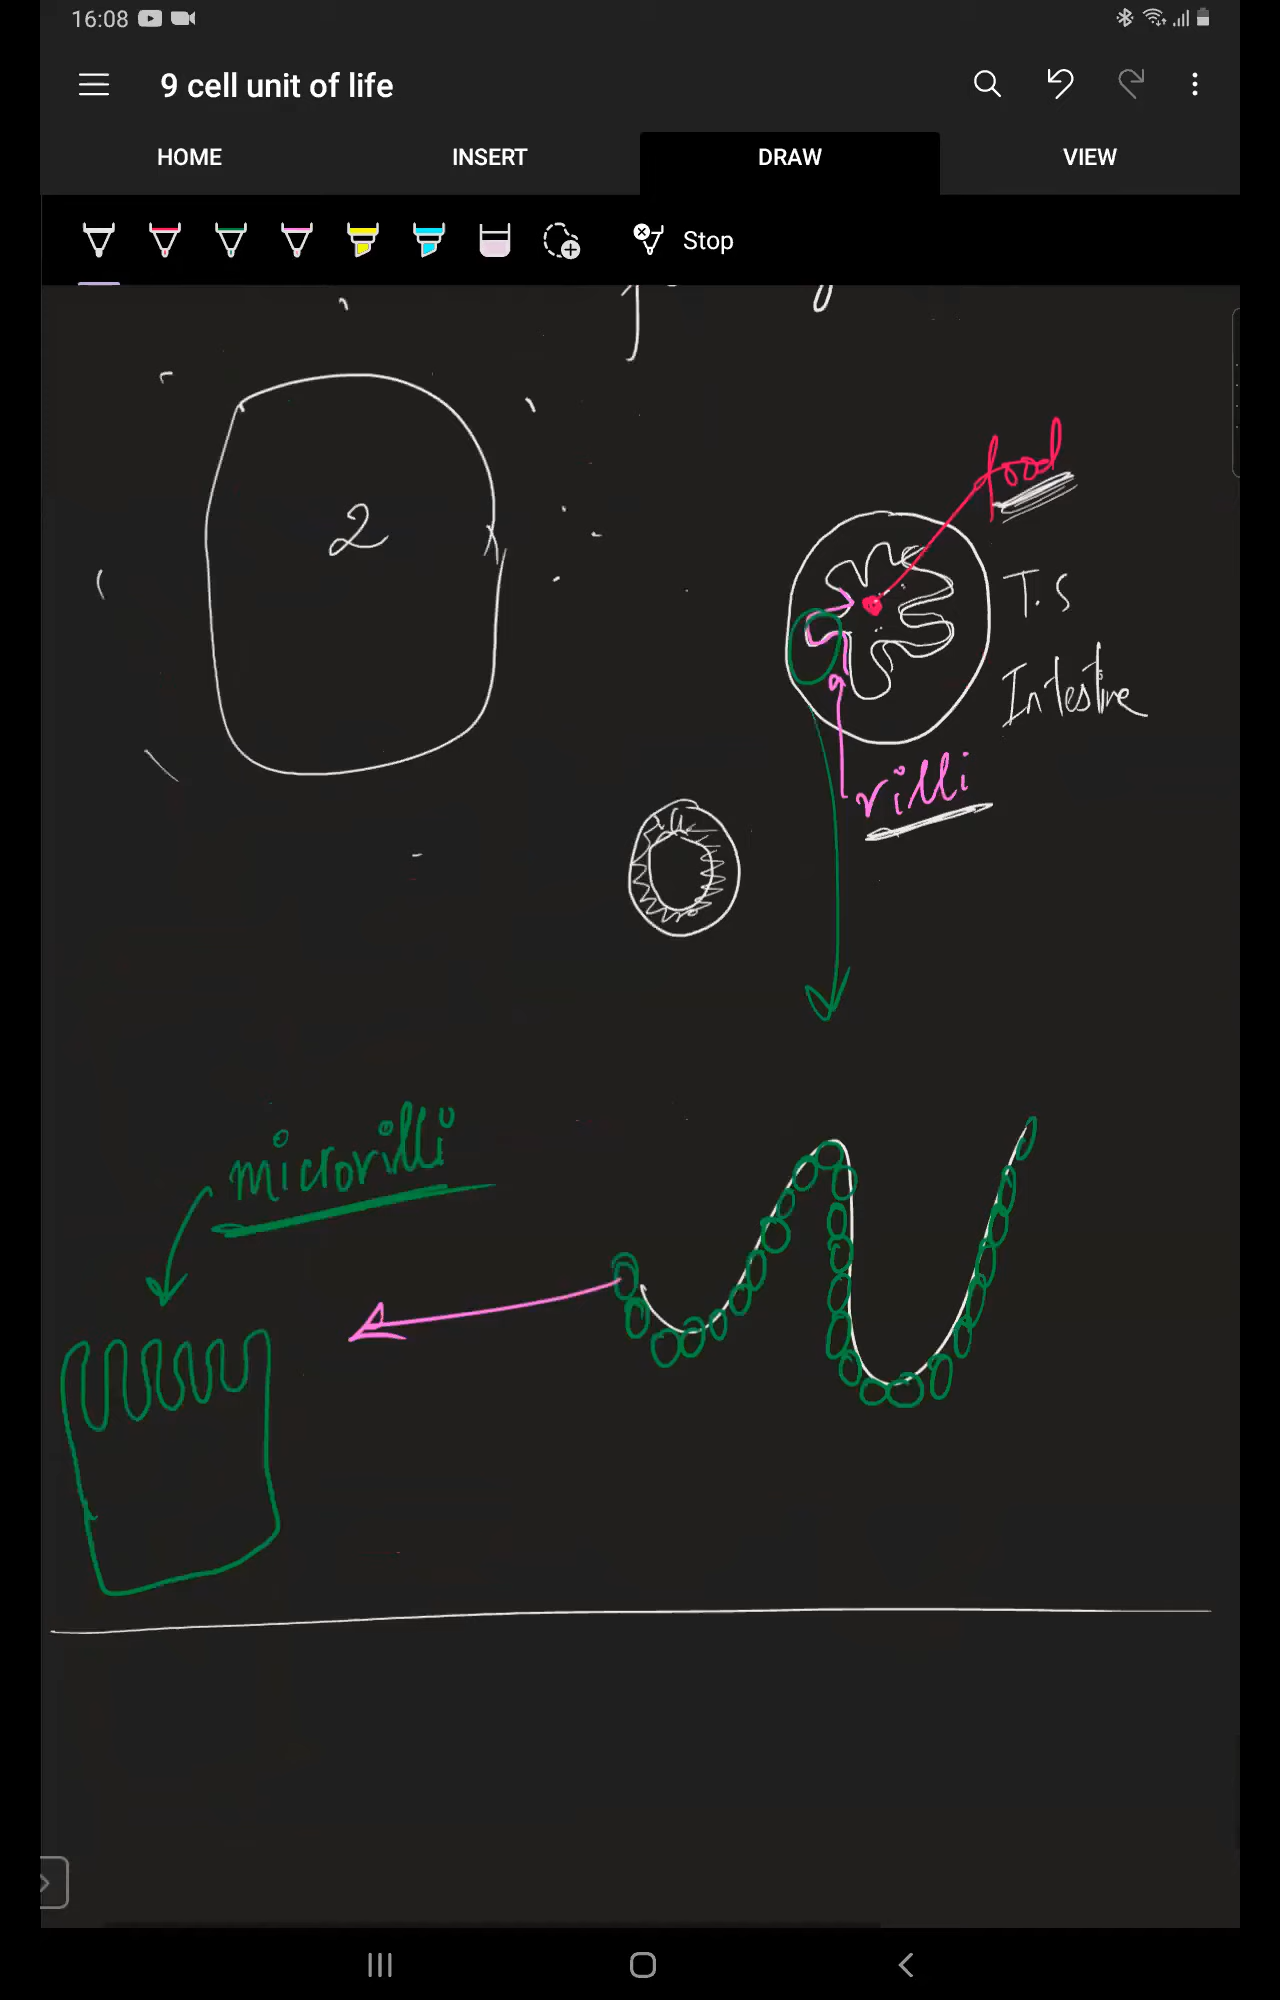 16:08
9 cell unit of life
HOME INSERT DRAW VIEW
Stop
2
food
T.S
Intestine
villi
microvilli